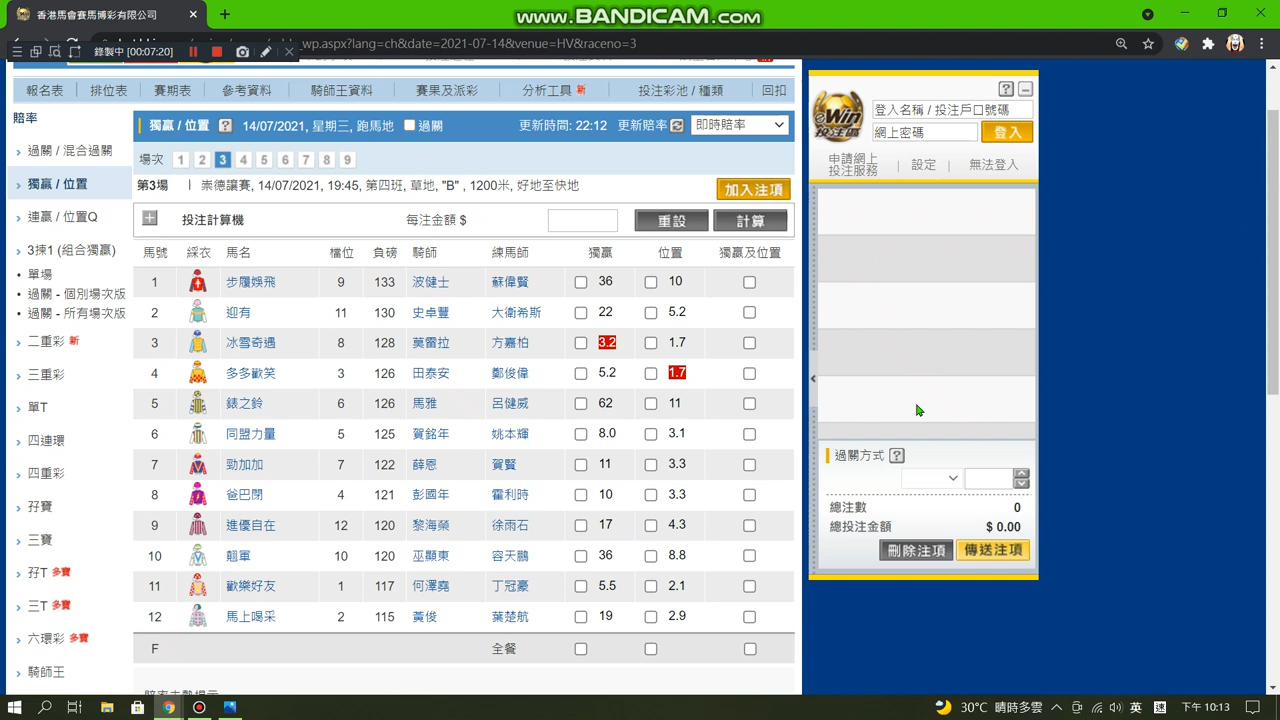 香港馬會賽馬博彩有限公司
www.BANDICAM.com
錄製中 [00:07:20]
_wp.aspx?lang=ch&date=2021-07-14&venue=HV&raceno=3
報名表 排位表 賽期表 參考資料 拆韻王資料 賽果及派彩 分析工具 新 投注彩池 / 種類 回扣
賠率
過關 / 混合過關
獨贏 / 位置
連贏 / 位置Q
3揀1 (組合獨贏)
單場
過關 - 個別場次版
過關 - 所有場次版
二重彩 新
三重彩
單T
四連環
四重彩
孖寶
三寶
孖T 多寶
三T 多寶
六環彩 多寶
騎師王
獨贏 / 位置 ? 14/07/2021, 星期三, 跑馬地 過關 更新時間: 22:12 更新賠率 即時賠率
場次 1 2 3 4 5 6 7 8 9
第3場 | 崇德讓賽, 14/07/2021, 19:45, 第四班, 草地, "B" , 1200米, 好地至快地 加入注項
投注計算機 每注金額 $ 重設 計算
馬號 綵衣 馬名 檔位 負磅 騎師 練馬師 獨贏 位置 獨贏及位置
1 步履娛飛 9 133 波健士 蘇偉賢 36 10
2 迎有 11 130 史卓豐 大衛希斯 22 5.2
3 冰雪奇遇 8 128 莫雷拉 方嘉柏 3.2 1.7
4 多多歡笑 3 126 田泰安 鄭俊偉 5.2 1.7
5 錶之鈴 6 126 馬雅 呂健威 62 11
6 同盟力量 5 125 賀銘年 姚本輝 8.0 3.1
7 勁加加 7 122 薛恩 賀賢 11 3.3
8 爸巴閉 4 121 彭國年 霍利時 10 3.3
9 進優自在 12 120 黎海榮 徐雨石 17 4.3
10 翹軍 10 120 巫顯東 容天鵬 36 8.8
11 歡樂好友 1 117 何澤堯 丁冠豪 5.5 2.1
12 馬上喝采 2 115 黃俊 葉楚航 19 2.9
F 全餐
eWin 投注區
登入名稱 / 投注戶口號碼
網上密碼 登入
申請網上投注服務 設定 無法登入
過關方式 ?
總注數 0
總投注金額 $ 0.00
刪除注項 傳送注項
30°C 晴時多雲 英 下午 10:13